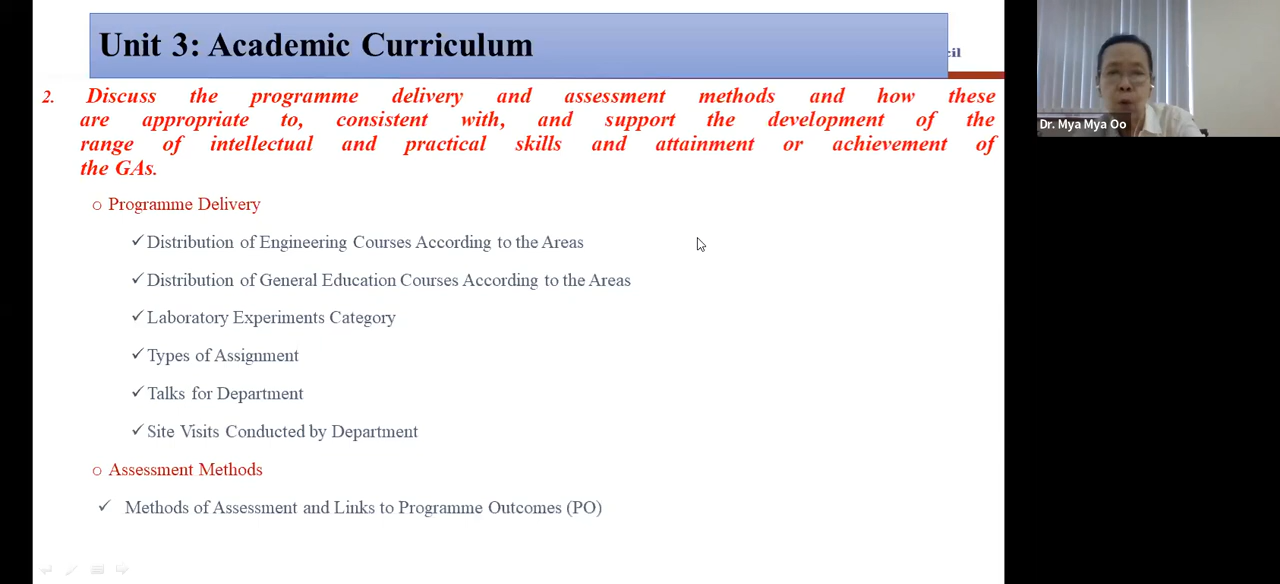 Unit 3: Academic Curriculum
cil
2. Discuss the programme delivery and assessment methods and how these
are appropriate to, consistent with, and support the development of the
range of intellectual and practical skills and attainment or achievement of
the GAs.
Programme Delivery
✓Distribution of Engineering Courses According to the Areas
✓Distribution of General Education Courses According to the Areas
✓Laboratory Experiments Category
✓Types of Assignment
✓Talks for Department
✓Site Visits Conducted by Department
Assessment Methods
✓ Methods of Assessment and Links to Programme Outcomes (PO)
Dr. Mya Mya Oo